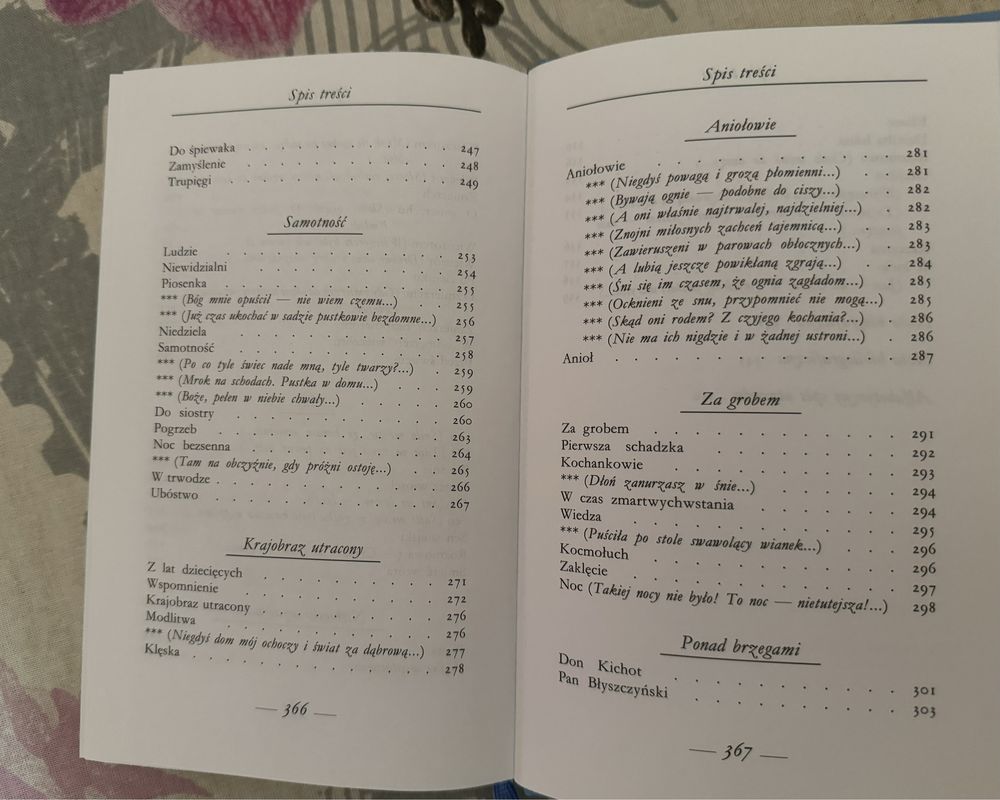 Spis treści
Do śpiewaka . . . . . . . . . . . . 247
Zamyślenie . . . . . . . . . . . . 248
Trupięgi . . . . . . . . . . . . 249
Samotność
Ludzie . . . . . . . . . . . . 253
Niewidzialni . . . . . . . . . . . . 254
Piosenka . . . . . . . . . . . . 255
*** (Bóg mnie opuścił — nie wiem czemu...) . . . 255
*** (Już czas ukochać w sadzie pustkowie bezdomne...) 256
Niedziela . . . . . . . . . . . . 257
Samotność . . . . . . . . . . . . 258
*** (Po co tyle świec nade mną, tyle twarzy?...) . . 259
*** (Mrok na schodach. Pustka w domu...) . . . . 259
*** (Boże, pełen w niebie chwały...) . . . . . 260
Do siostry . . . . . . . . . . . . 260
Pogrzeb . . . . . . . . . . . . 263
Noc bezsenna . . . . . . . . . . . 264
*** (Tam na obczyźnie, gdy próżni ostoję...) . . . 265
W trwodze . . . . . . . . . . . . 266
Ubóstwo . . . . . . . . . . . . 267
Krajobraz utracony
Z lat dziecięcych . . . . . . . . . . 271
Wspomnienie . . . . . . . . . . . 272
Krajobraz utracony . . . . . . . . . . 276
Modlitwa . . . . . . . . . . . . 276
*** (Niegdyś dom mój ochoczy i świat za dąbrową...) 277
Klęska . . . . . . . . . . . . 278
— 366 —
Spis treści
Aniołowie
Aniołowie . . . . . . . . . . . . 281
*** (Niegdyś powagą i grozą płomienni...) . . 281
*** (Bywają ognie — podobne do ciszy...) . . 282
*** (A oni właśnie najtrwalej, najdzielniej...) . 282
*** (Znojni miłosnych zachceń tajemnicą...) . . 283
*** (Zawieruszeni w parowach obłocznych...) . 283
*** (A lubią jeszcze powikłaną zgrają...) . . 284
*** (Śni się im czasem, że ognia zagładom...) . 285
*** (Ocknieni ze snu, przypomnieć nie mogą...) 285
*** (Skąd oni rodem? Z czyjego kochania?...) . 286
*** (Nie ma ich nigdzie i w żadnej ustroni...) . 286
Anioł . . . . . . . . . . . . 287
Za grobem
Za grobem . . . . . . . . . . . 291
Pierwsza schadzka . . . . . . . . . . 292
Kochankowie . . . . . . . . . . . 293
*** (Dłoń zanurzasz w śnie...) . . . . . . 294
W czas zmartwychwstania . . . . . . . 294
Wiedza . . . . . . . . . . . . 295
*** (Puściła po stole swawolący wianek...) . . . 296
Kocmołuch . . . . . . . . . . . 296
Zaklęcie . . . . . . . . . . . . 297
Noc (Takiej nocy nie było! To noc — nietutejsza!...) 298
Ponad brzegami
Don Kichot . . . . . . . . . . . 301
Pan Błyszczyński . . . . . . . . . . 303
— 367 —